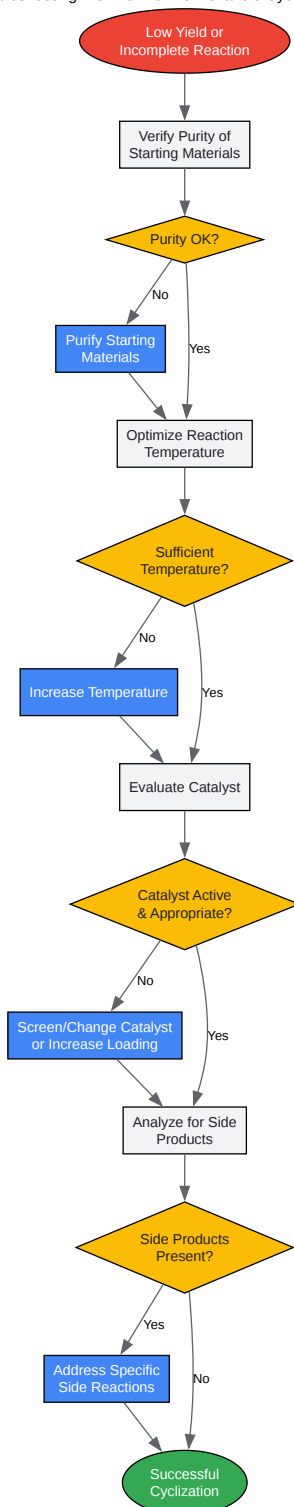 Low Yield or
Incomplete Reaction
Verify Purity of
Starting Materials
Purity OK?
No
Yes
Purify Starting
Materials
Optimize Reaction
Temperature
Sufficient
Temperature?
No
Yes
Increase Temperature
Evaluate Catalyst
Catalyst Active
& Appropriate?
No
Yes
Screen/Change Catalyst
or Increase Loading
Analyze for Side
Products
Side Products
Present?
Yes
No
Address Specific
Side Reactions
Successful
Cyclization